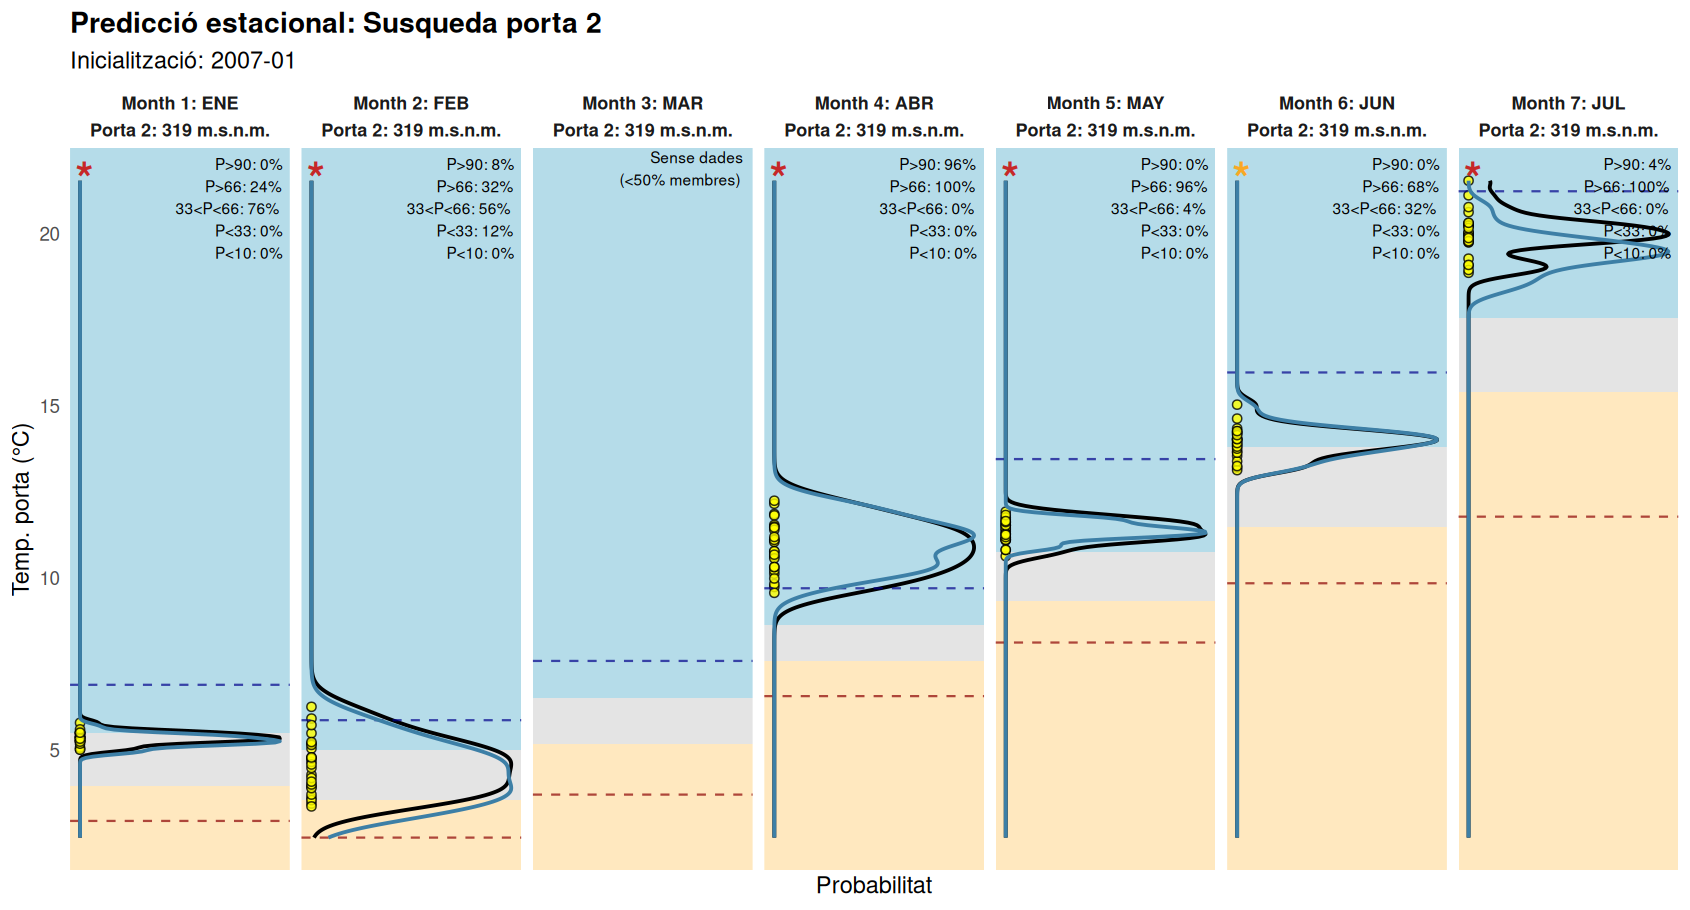 Predicció estacional: Susqueda porta 2
Inicialització: 2007-01
Month 1: ENE
Porta 2: 319 m.s.n.m.
Month 2: FEB
Porta 2: 319 m.s.n.m.
Month 3: MAR
Porta 2: 319 m.s.n.m.
Month 4: ABR
Porta 2: 319 m.s.n.m.
Month 5: MAY
Porta 2: 319 m.s.n.m.
Month 6: JUN
Porta 2: 319 m.s.n.m.
Month 7: JUL
Porta 2: 319 m.s.n.m.
*
P>90: 0%
P>66: 24%
33<P<66: 76%
P<33: 0%
P<10: 0%
*
P>90: 8%
P>66: 32%
33<P<66: 56%
P<33: 12%
P<10: 0%
Sense dades
(<50% membres)
*
P>90: 96%
P>66: 100%
33<P<66: 0%
P<33: 0%
P<10: 0%
*
P>90: 0%
P>66: 96%
33<P<66: 4%
P<33: 0%
P<10: 0%
*
P>90: 0%
P>66: 68%
33<P<66: 32%
P<33: 0%
P<10: 0%
*
P>90: 4%
P>66: 100%
33<P<66: 0%
P<33: 0%
P<10: 0%
20
15
10
5
Temp. porta (°C)
Probabilitat